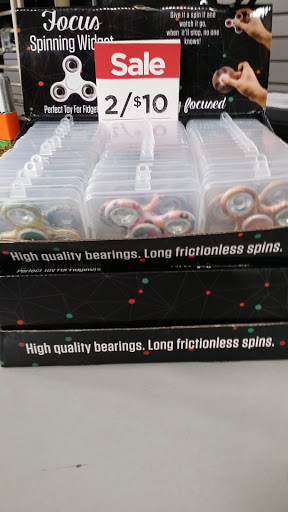 Focus
Spinning Widget
Give it a spin & and
watch it go,
when it'll stop, no one
knows!
Sale
2/$10
Perfect Toy For Fidget
focused
High quality bearings. Long frictionless spins.
Perfect Toy For Fidgeters
High quality bearings. Long frictionless spins.